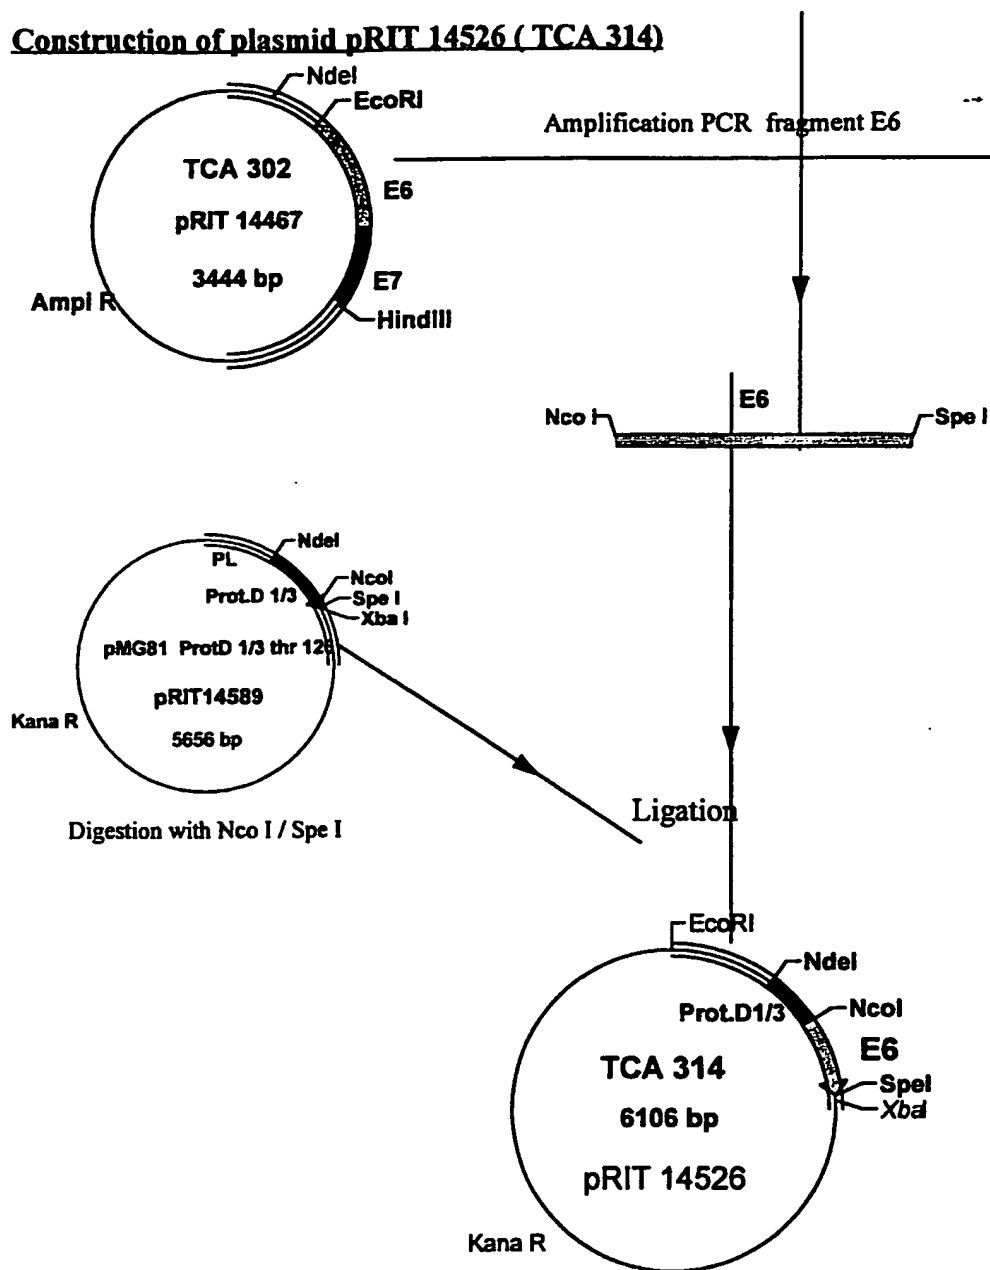 Construction of plasmid pRIT 14526 ( TCA 314)
NdeI
EcoRI
Amplification PCR fragment E6
TCA 302
E6
pRIT 14467
3444 bp
E7
Ampi R
HindIII
E6
Nco I
Spe I
NdeI
PL
NcoI
Prot.D 1/3
Spe I
Xba I
pMG81 ProtD 1/3 thr
pRIT14589
Kana R
5656 bp
Digestion with Nco I / Spe I
Ligation
EcoRI
NdeI
Prot.D1/3
NcoI
E6
TCA 314
SpeI
XbaI
6106 bp
pRIT 14526
Kana R